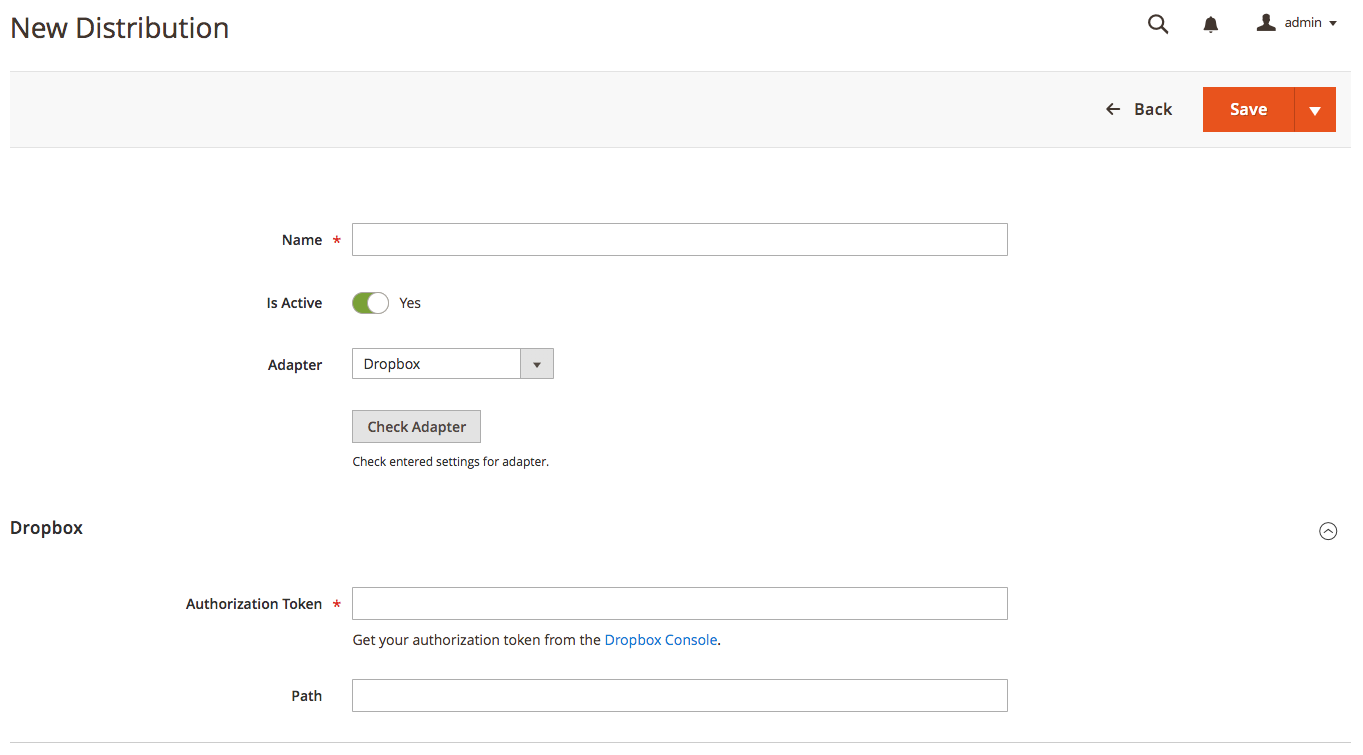 New Distribution
admin
Back
Save
Name *
Is Active Yes
Adapter Dropbox
Check Adapter
Check entered settings for adapter.
Dropbox
Authorization Token *
Get your authorization token from the Dropbox Console.
Path